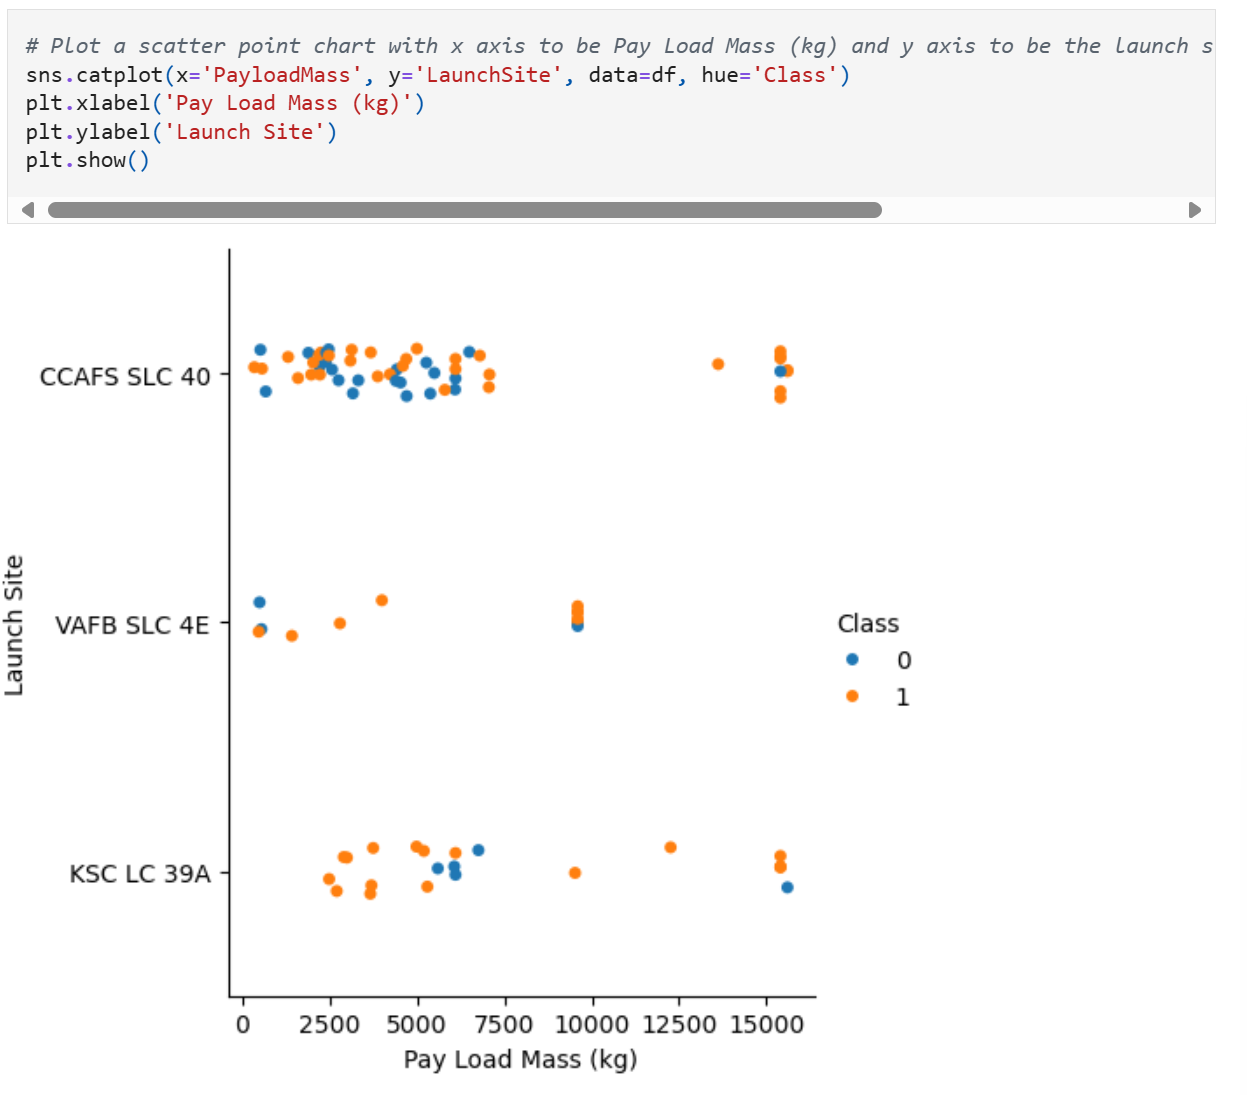 # Plot a scatter point chart with x axis to be Pay Load Mass (kg) and y axis to be the launch s
sns.catplot(x='PayloadMass', y='LaunchSite', data=df, hue='Class')
plt.xlabel('Pay Load Mass (kg)')
plt.ylabel('Launch Site')
plt.show()
CCAFS SLC 40
VAFB SLC 4E
KSC LC 39A
Launch Site
Class
0
1
0 2500 5000 7500 10000 12500 15000
Pay Load Mass (kg)